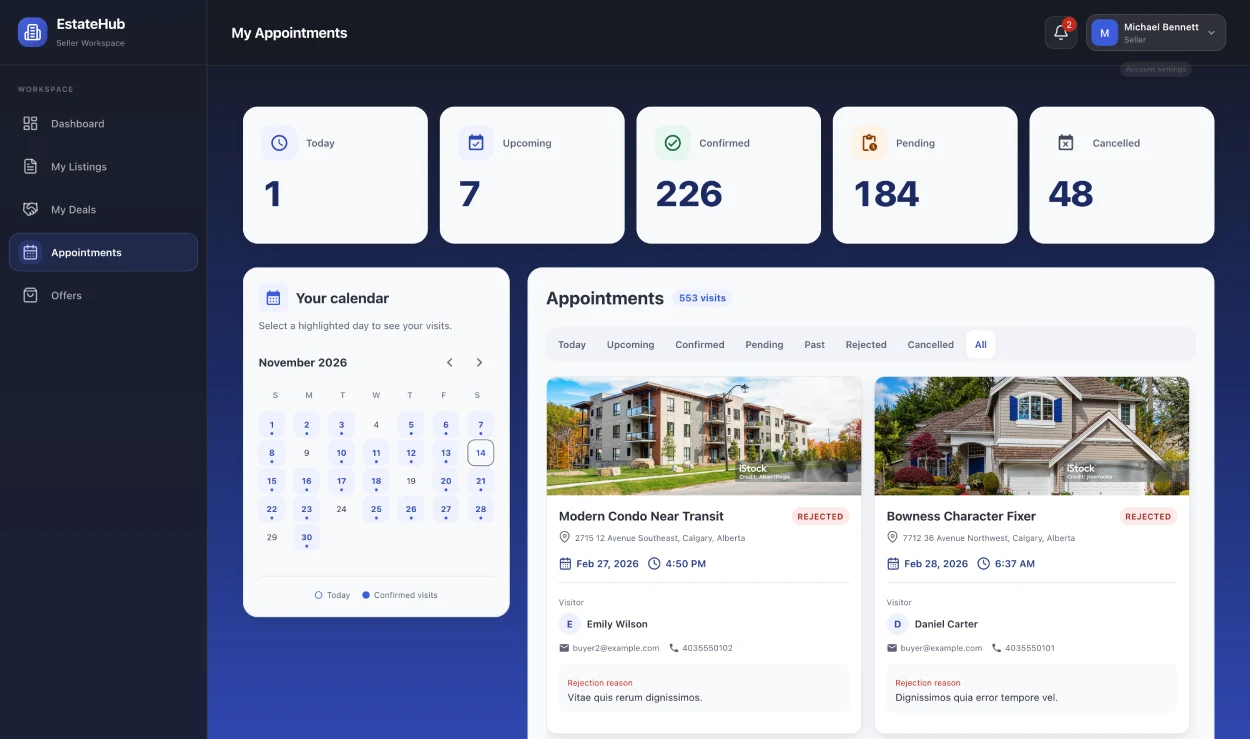 EstateHub
Seller Workspace
WORKSPACE
Dashboard
My Listings
My Deals
Appointments
Offers
My Appointments
2
M
Michael Bennett
Seller
Account settings
Today
1
Upcoming
7
Confirmed
226
Pending
184
Cancelled
48
Your calendar
Select a highlighted day to see your visits.
November 2026
S M T W T F S
1 2 3 4 5 6 7
8 9 10 11 12 13 14
15 16 17 18 19 20 21
22 23 24 25 26 27 28
29 30
Today Confirmed visits
Appointments 553 visits
Today Upcoming Confirmed Pending Past Rejected Cancelled All
iStock
Credit: AlbertPego
Modern Condo Near Transit REJECTED
2715 12 Avenue Southeast, Calgary, Alberta
Feb 27, 2026 4:50 PM
Visitor
E Emily Wilson
buyer2@example.com 4035550102
Rejection reason
Vitae quis rerum dignissimos.
iStock
Credit: jhorrocks
Bowness Character Fixer REJECTED
7712 36 Avenue Northwest, Calgary, Alberta
Feb 28, 2026 6:37 AM
Visitor
D Daniel Carter
buyer@example.com 4035550101
Rejection reason
Dignissimos quia error tempore vel.